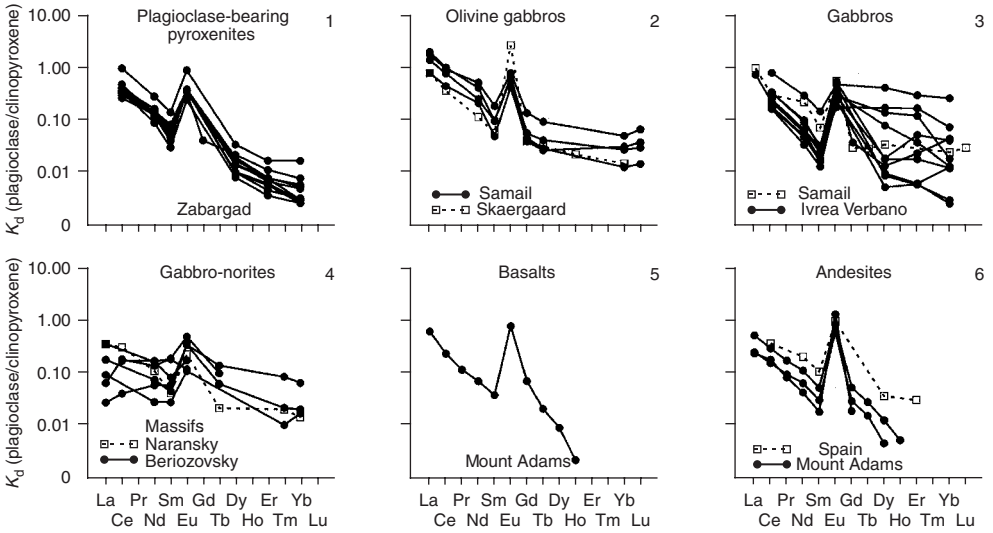 Plagioclase-bearing
pyroxenites
1
Olivine gabbros
2
Gabbros
3
10.00
1.00
0.10
0.01
0
Kd (plagioclase/clinopyroxene)
Zabargad
Samail
Skaergaard
Samail
Ivrea Verbano
Gabbro-norites
4
Basalts
5
Andesites
6
10.00
1.00
0.10
0.01
0
Kd (plagioclase/clinopyroxene)
Massifs
Naransky
Beriozovsky
Mount Adams
Spain
Mount Adams
La Pr Sm Gd Dy Er Yb
Ce Nd Eu Tb Ho Tm Lu
La Pr Sm Gd Dy Er Yb
Ce Nd Eu Tb Ho Tm Lu
La Pr Sm Gd Dy Er Yb
Ce Nd Eu Tb Ho Tm Lu